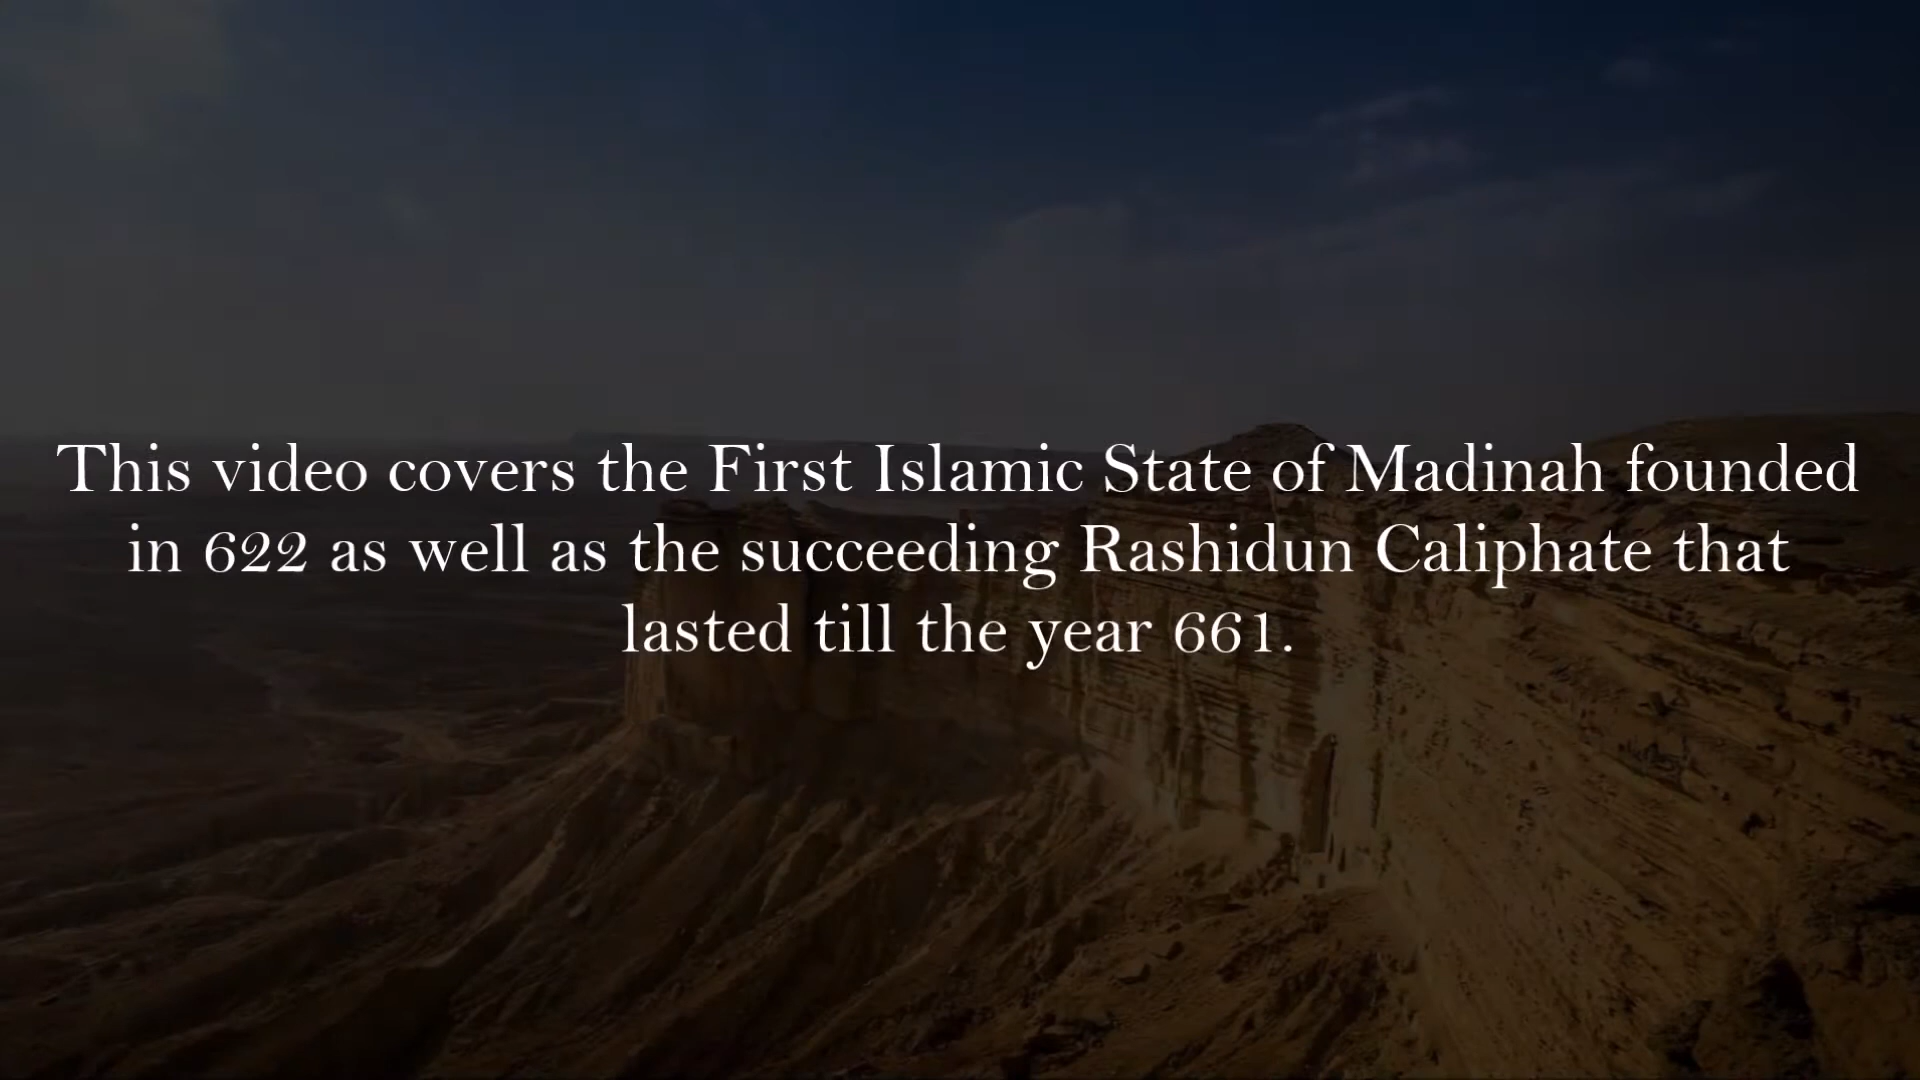 This video covers the First Islamic State of Madinah founded
in 622 as well as the succeeding Rashidun Caliphate that
lasted till the year 661.